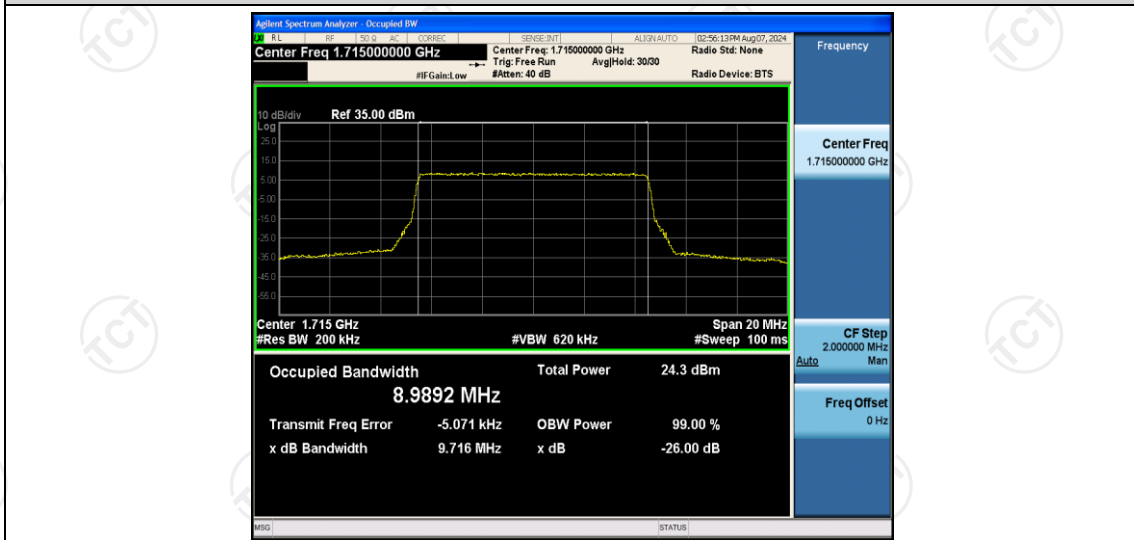 Agilent Spectrum Analyzer - Occupied BW
RL RF 50 Ω AC CORREC SENSE:INT ALIGN AUTO 02:56:13 PM Aug 07, 2024
Center Freq 1.715000000 GHz
Center Freq: 1.715000000 GHz
Radio Std: None
Trig: Free Run Avg|Hold: 30/30
#IFGain:Low #Atten: 40 dB Radio Device: BTS
Frequency
10 dB/div Ref 35.00 dBm
Log
25.0
15.0
5.00
-5.00
-15.0
-25.0
-35.0
-45.0
-55.0
Center 1.715 GHz Span 20 MHz
#Res BW 200 kHz #VBW 620 kHz #Sweep 100 ms
Occupied Bandwidth Total Power 24.3 dBm
8.9892 MHz
Transmit Freq Error -5.071 kHz OBW Power 99.00 %
x dB Bandwidth 9.716 MHz x dB -26.00 dB
Center Freq
1.715000000 GHz
CF Step
2.000000 MHz
Auto Man
Freq Offset
0 Hz
MSG STATUS
TCT
TCT
TCT
TCT